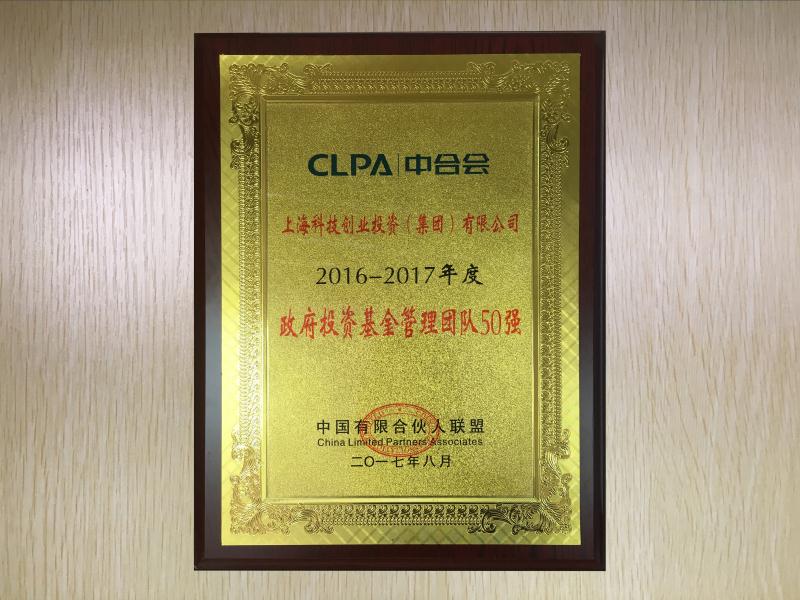 CLPA 中合会
上海科技创业投资（集团）有限公司
2016-2017年度
政府投资基金管理团队50强
中国有限合伙人联盟
China Limited Partners Associates
二〇一七年八月